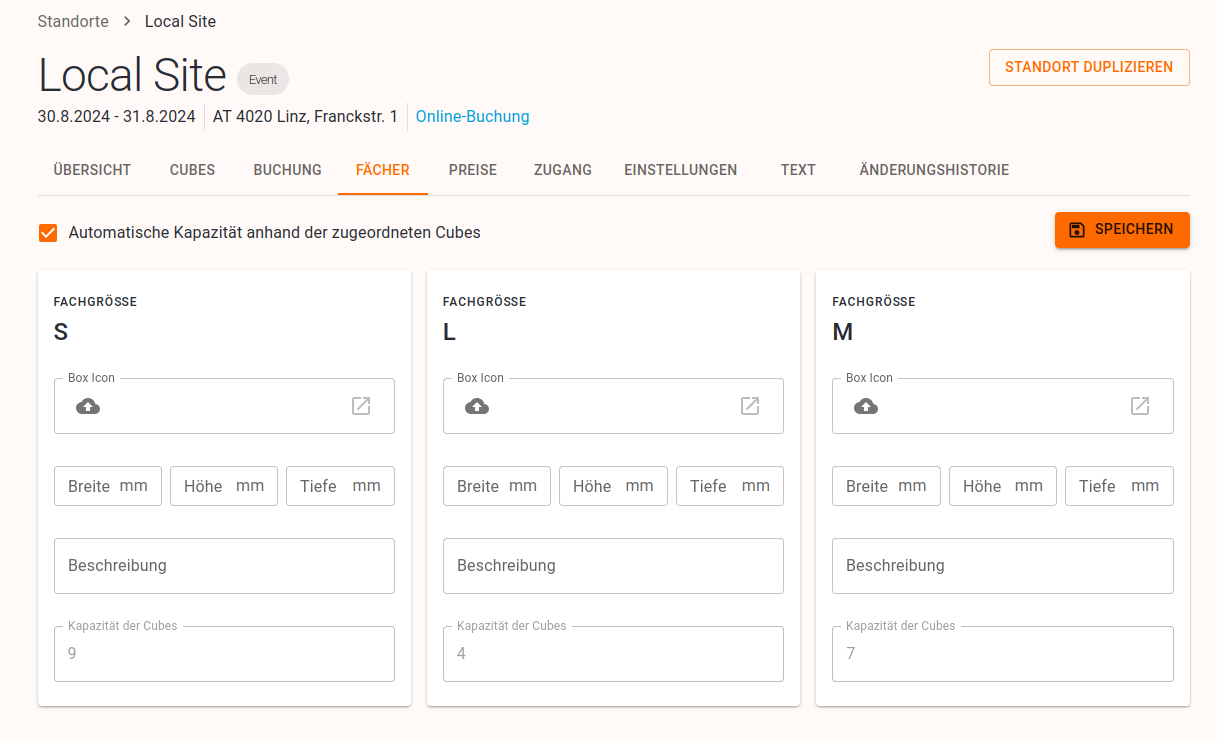 Standorte > Local Site
Local Site Event
STANDORT DUPLIZIEREN
30.8.2024 - 31.8.2024 AT 4020 Linz, Franckstr. 1 Online-Buchung
ÜBERSICHT CUBES BUCHUNG FÄCHER PREISE ZUGANG EINSTELLUNGEN TEXT ÄNDERUNGSHISTORIE
Automatische Kapazität anhand der zugeordneten Cubes
SPEICHERN
FACHGRÖSSE
S
Box Icon
Breite mm Höhe mm Tiefe mm
Beschreibung
Kapazität der Cubes
9
FACHGRÖSSE
L
Box Icon
Breite mm Höhe mm Tiefe mm
Beschreibung
Kapazität der Cubes
4
FACHGRÖSSE
M
Box Icon
Breite mm Höhe mm Tiefe mm
Beschreibung
Kapazität der Cubes
7